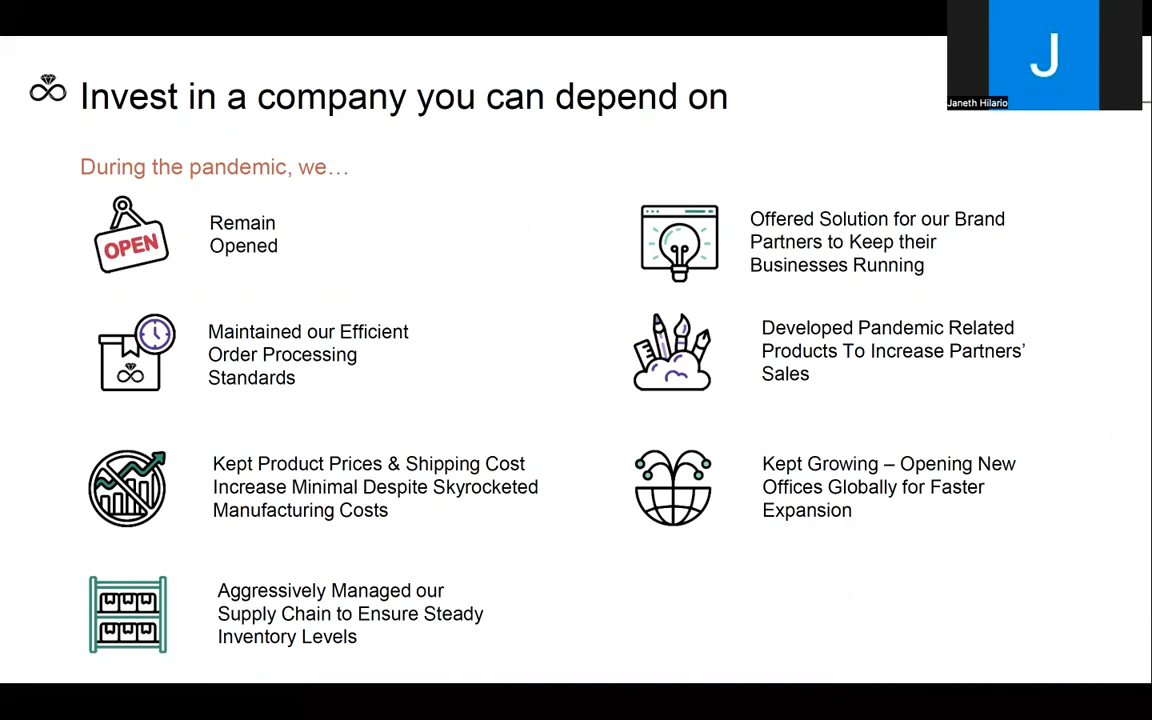 J
Janeth Hilario
Invest in a company you can depend on
During the pandemic, we…
OPEN
Remain
Opened
Maintained our Efficient
Order Processing
Standards
Kept Product Prices & Shipping Cost
Increase Minimal Despite Skyrocketed
Manufacturing Costs
Aggressively Managed our
Supply Chain to Ensure Steady
Inventory Levels
Offered Solution for our Brand
Partners to Keep their
Businesses Running
Developed Pandemic Related
Products To Increase Partners’
Sales
Kept Growing – Opening New
Offices Globally for Faster
Expansion